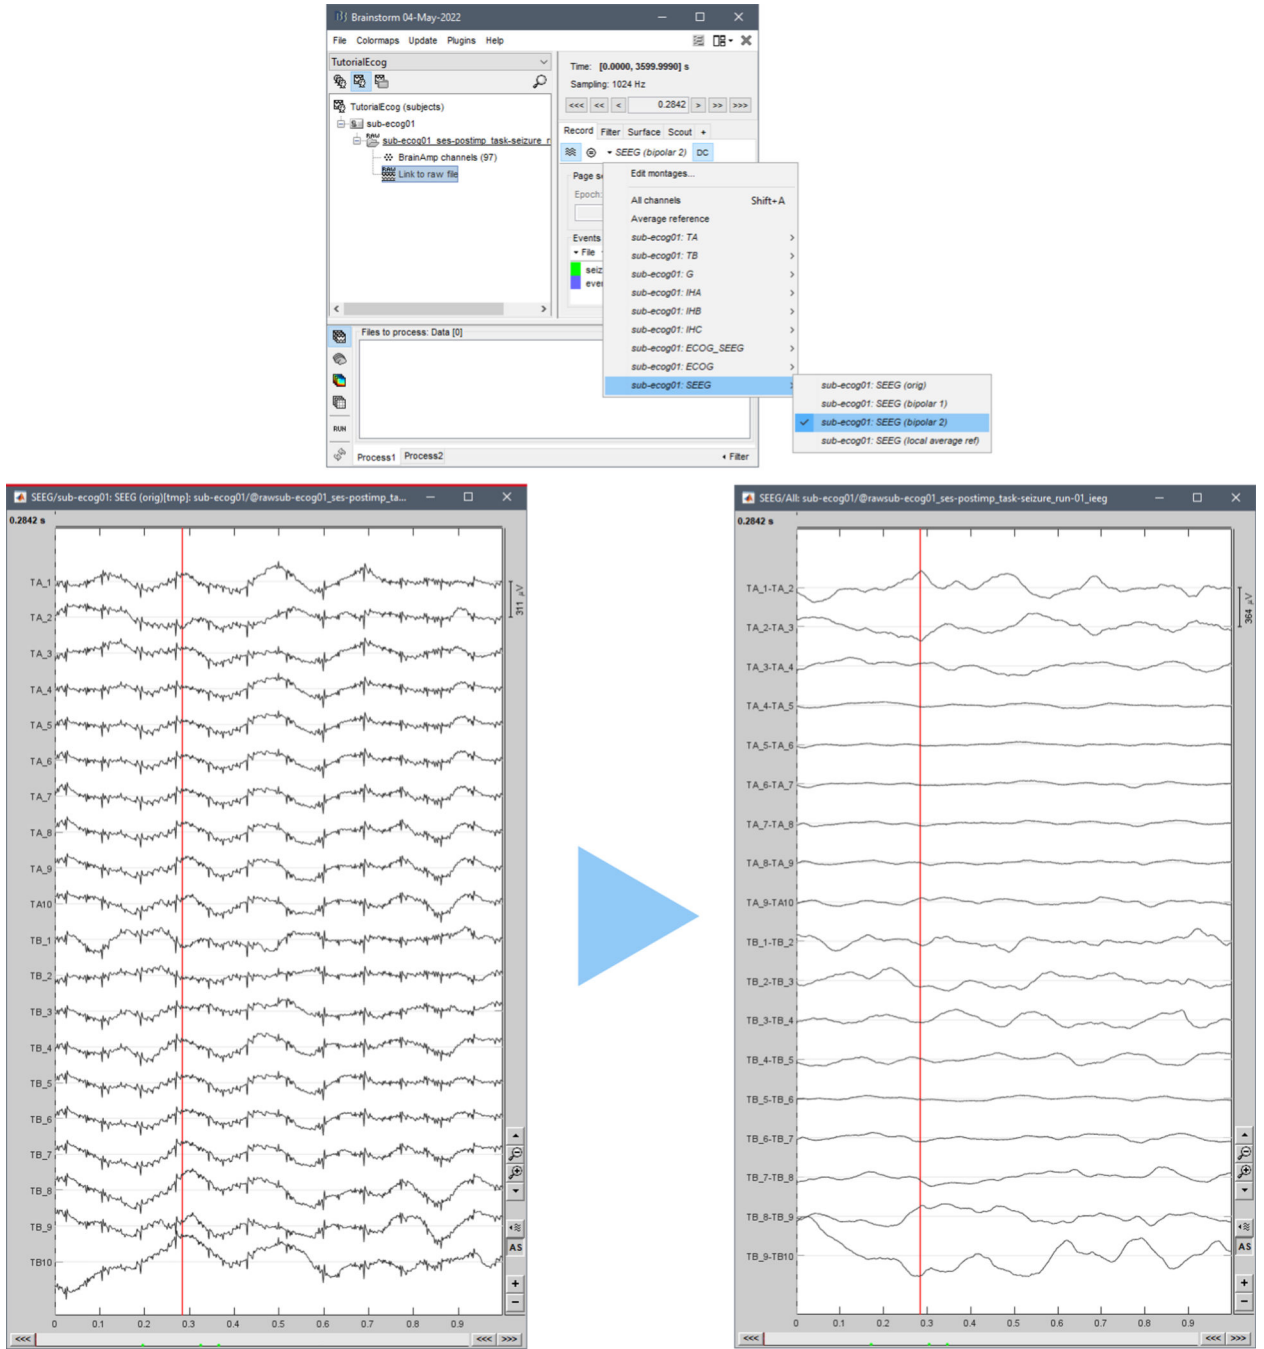 Brainstorm 04-May-2022
File Colormaps Update Plugins Help
TutorialEcog
Time: [0.0000, 3599.9990] s
Sampling: 1024 Hz
<<< << < 0.2842 > >> >>>
TutorialEcog (subjects)
sub-ecog01
sub-ecog01_ses-postimp_task-seizure_r
BrainAmp channels (97)
RAW Link to raw file
Record Filter Surface Scout +
SEEG (bipolar 2) DC
Page s
Epoch:
Events
File
seiz
eve
Edit montages...
All channels Shift+A
Average reference
sub-ecog01: TA >
sub-ecog01: TB >
sub-ecog01: G >
sub-ecog01: IHA >
sub-ecog01: IHB >
sub-ecog01: IHC >
sub-ecog01: ECOG_SEEG >
sub-ecog01: ECOG >
sub-ecog01: SEEG >
sub-ecog01: SEEG (orig)
sub-ecog01: SEEG (bipolar 1)
sub-ecog01: SEEG (bipolar 2)
sub-ecog01: SEEG (local average ref)
Files to process: Data [0]
RUN
Process1 Process2
Filter
SEEG/sub-ecog01: SEEG (orig)[tmp]: sub-ecog01/@rawsub-ecog01_ses-postimp_ta...
0.2842 s
TA_1
TA_2
TA_3
TA_4
TA_5
TA_6
TA_7
TA_8
TA_9
TA10
TB_1
TB_2
TB_3
TB_4
TB_5
TB_6
TB_7
TB_8
TB_9
TB10
311 µV
AS
+
−
0 0.1 0.2 0.3 0.4 0.5 0.6 0.7 0.8 0.9
<<< <<< >>>
SEEG/All: sub-ecog01/@rawsub-ecog01_ses-postimp_task-seizure_run-01_ieeg
0.2842 s
TA_1-TA_2
TA_2-TA_3
TA_3-TA_4
TA_4-TA_5
TA_5-TA_6
TA_6-TA_7
TA_7-TA_8
TA_8-TA_9
TA_9-TA10
TB_1-TB_2
TB_2-TB_3
TB_3-TB_4
TB_4-TB_5
TB_5-TB_6
TB_6-TB_7
TB_7-TB_8
TB_8-TB_9
TB_9-TB10
364 µV
AS
+
−
0 0.1 0.2 0.3 0.4 0.5 0.6 0.7 0.8 0.9
<<< <<< >>>